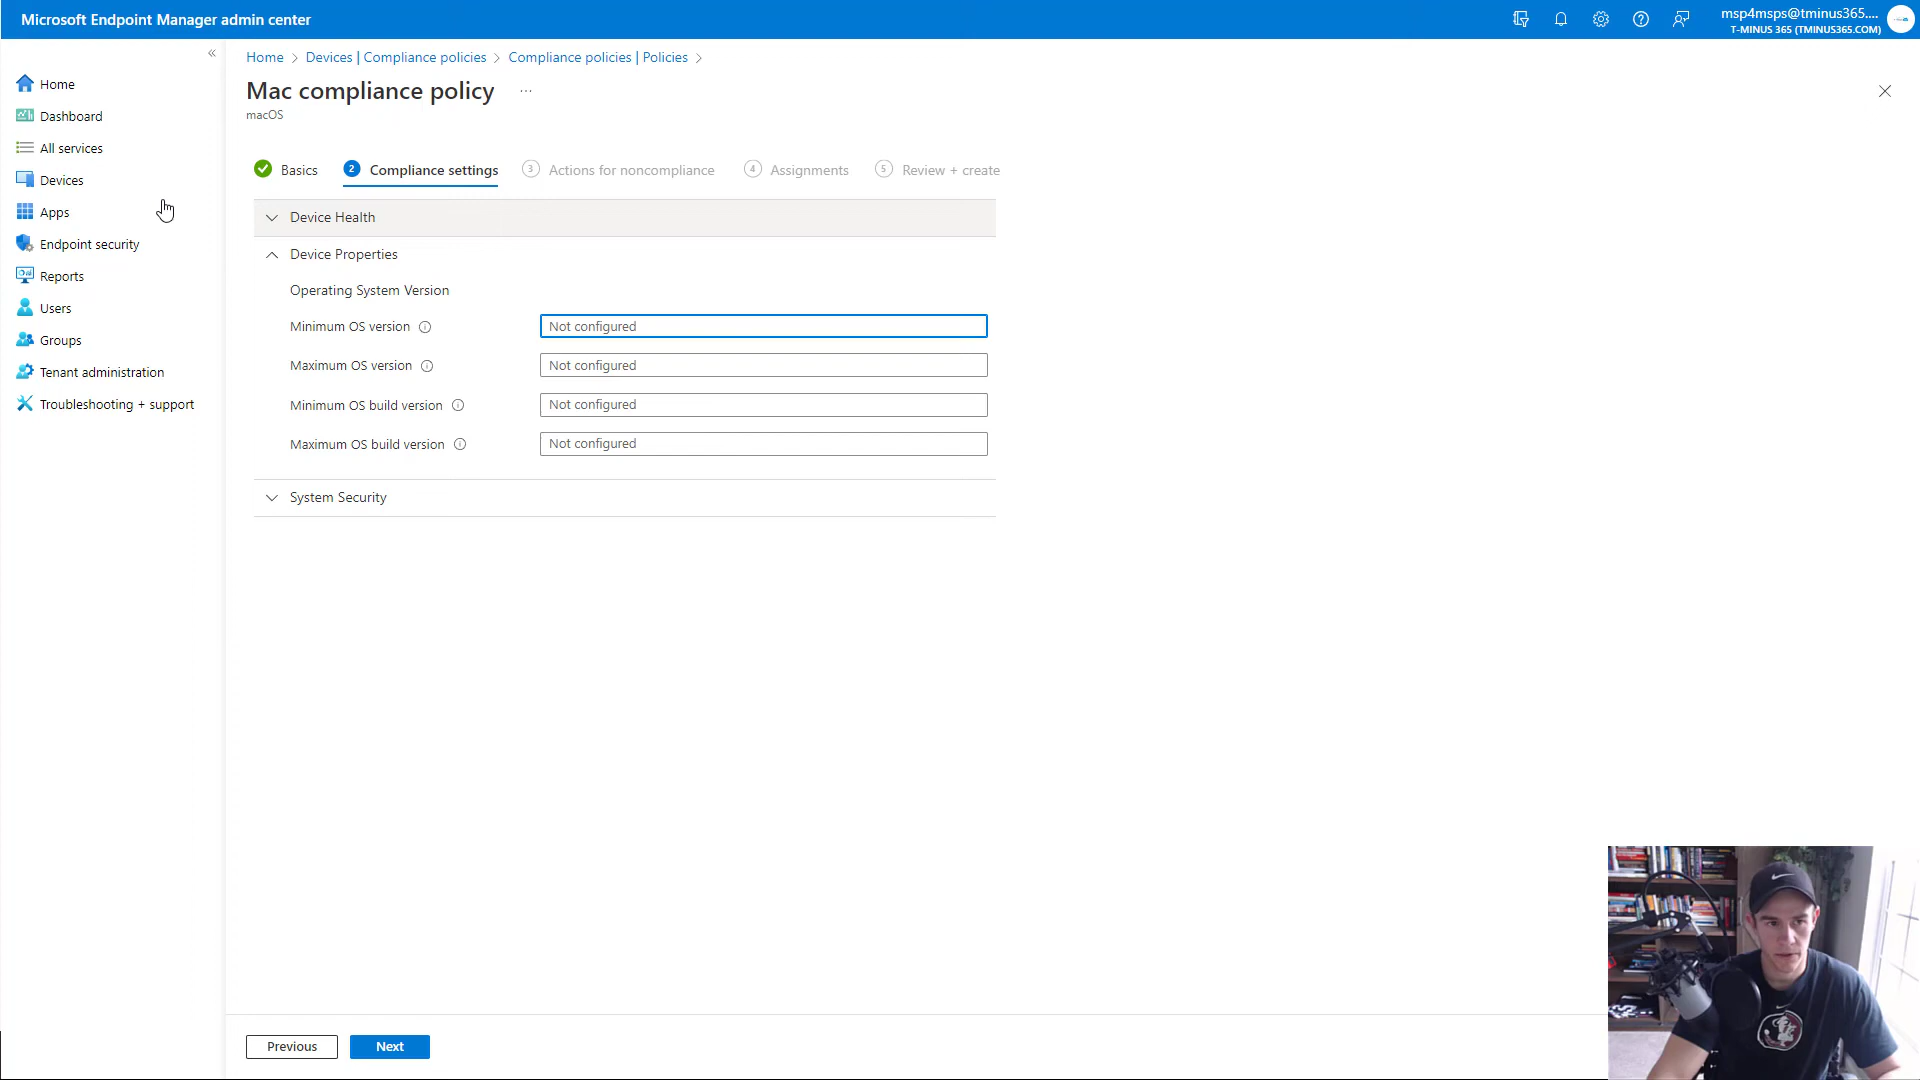 Microsoft Endpoint Manager admin center
msp4msps@tminus365....
T-MINUS 365 (TMINUS365.COM)
Home
Dashboard
All services
Devices
Apps
Endpoint security
Reports
Users
Groups
Tenant administration
Troubleshooting + support
Home > Devices | Compliance policies > Compliance policies | Policies >
Mac compliance policy ...
macOS
Basics
2 Compliance settings
3 Actions for noncompliance
4 Assignments
5 Review + create
Device Health
Device Properties
Operating System Version
Minimum OS version Not configured
Maximum OS version Not configured
Minimum OS build version Not configured
Maximum OS build version Not configured
System Security
Previous
Next